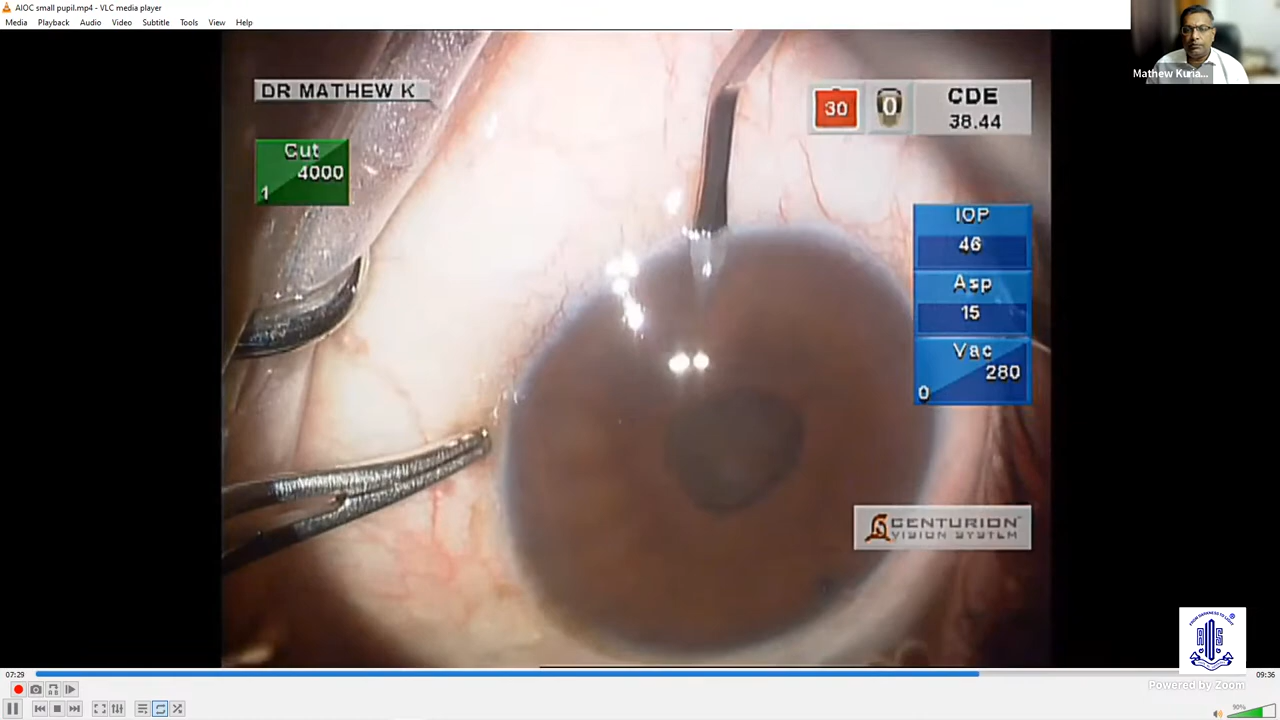 AIOC small pupil.mp4 - VLC media player
Media Playback Audio Video Subtitle Tools View Help
Mathew Kuria...
DR MATHEW K
30
0
CDE
38.44
Cut
4000
1
IOP
46
Asp
15
Vac
280
0
CENTURION
VISION SYSTEM
07:29
09:36
Powered by Zoom
90%